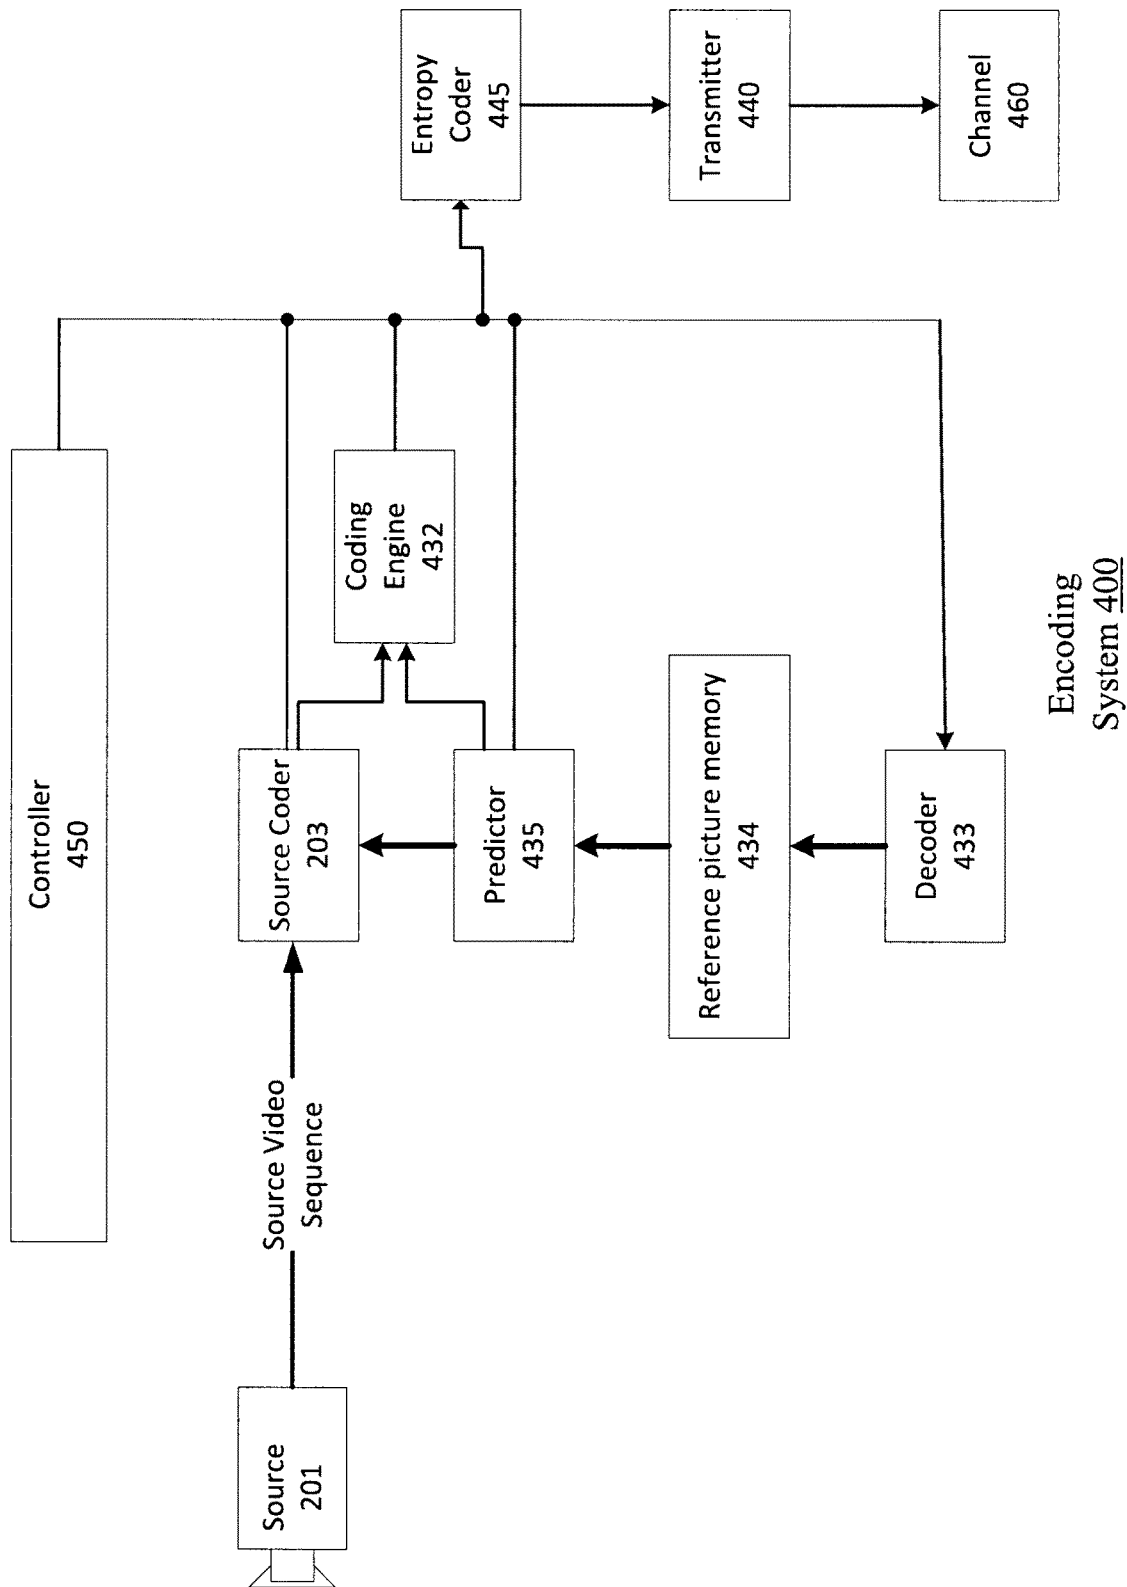 Controller
450
Source
201
Source Video
Sequence
Source Coder
203
Coding
Engine
432
Predictor
435
Reference picture memory
434
Decoder
433
Entropy
Coder
445
Transmitter
440
Channel
460
Encoding
System 400